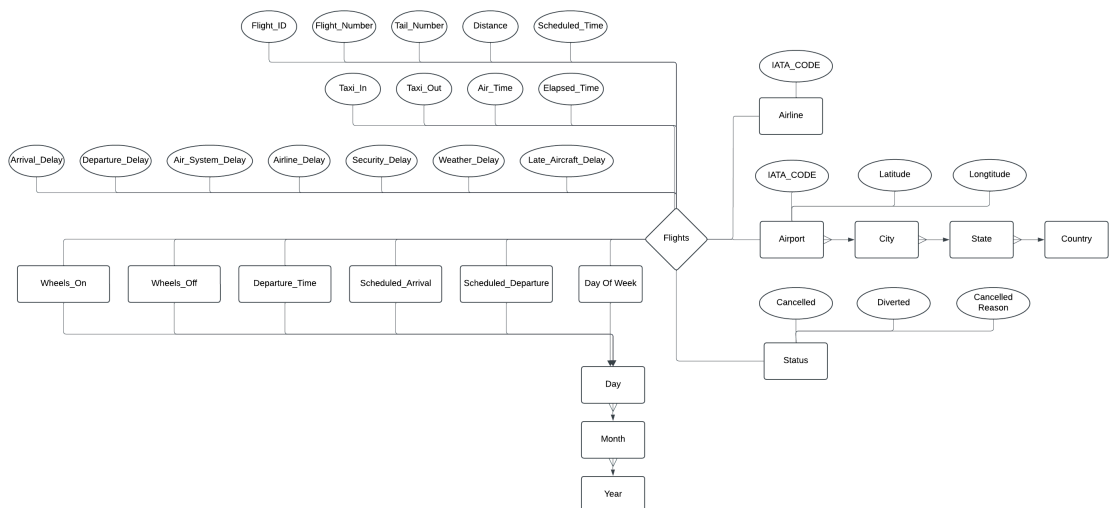 Flight_ID
Flight_Number
Tail_Number
Distance
Scheduled_Time
IATA_CODE
Taxi_In
Taxi_Out
Air_Time
Elapsed_Time
Airline
Arrival_Delay
Departure_Delay
Air_System_Delay
Airline_Delay
Security_Delay
Weather_Delay
Late_Aircraft_Delay
IATA_CODE
Latitude
Longtitude
Flights
Airport
City
State
Country
Wheels_On
Wheels_Off
Departure_Time
Scheduled_Arrival
Scheduled_Departure
Day Of Week
Cancelled
Diverted
Cancelled
Reason
Status
Day
Month
Year